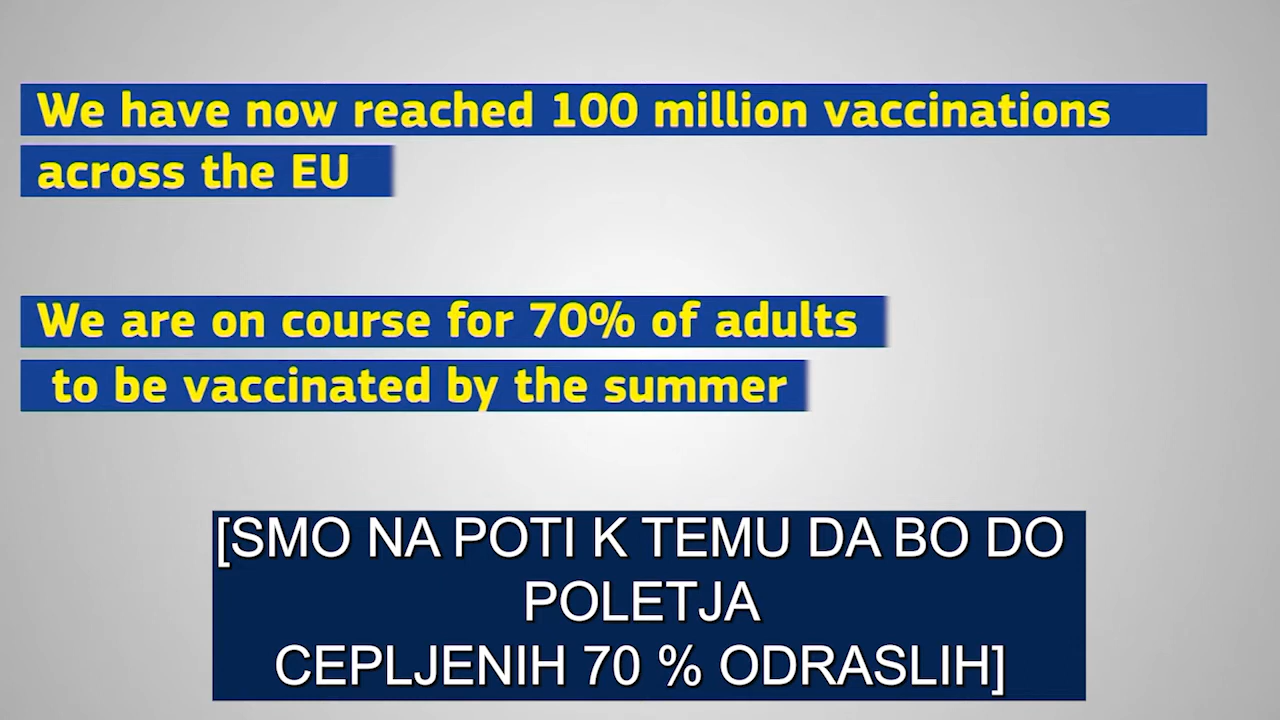 We have now reached 100 million vaccinations
across the EU
We are on course for 70% of adults
to be vaccinated by the summer
[SMO NA POTI K TEMU DA BO DO
POLETJA
CEPLJENIH 70 % ODRASLIH]